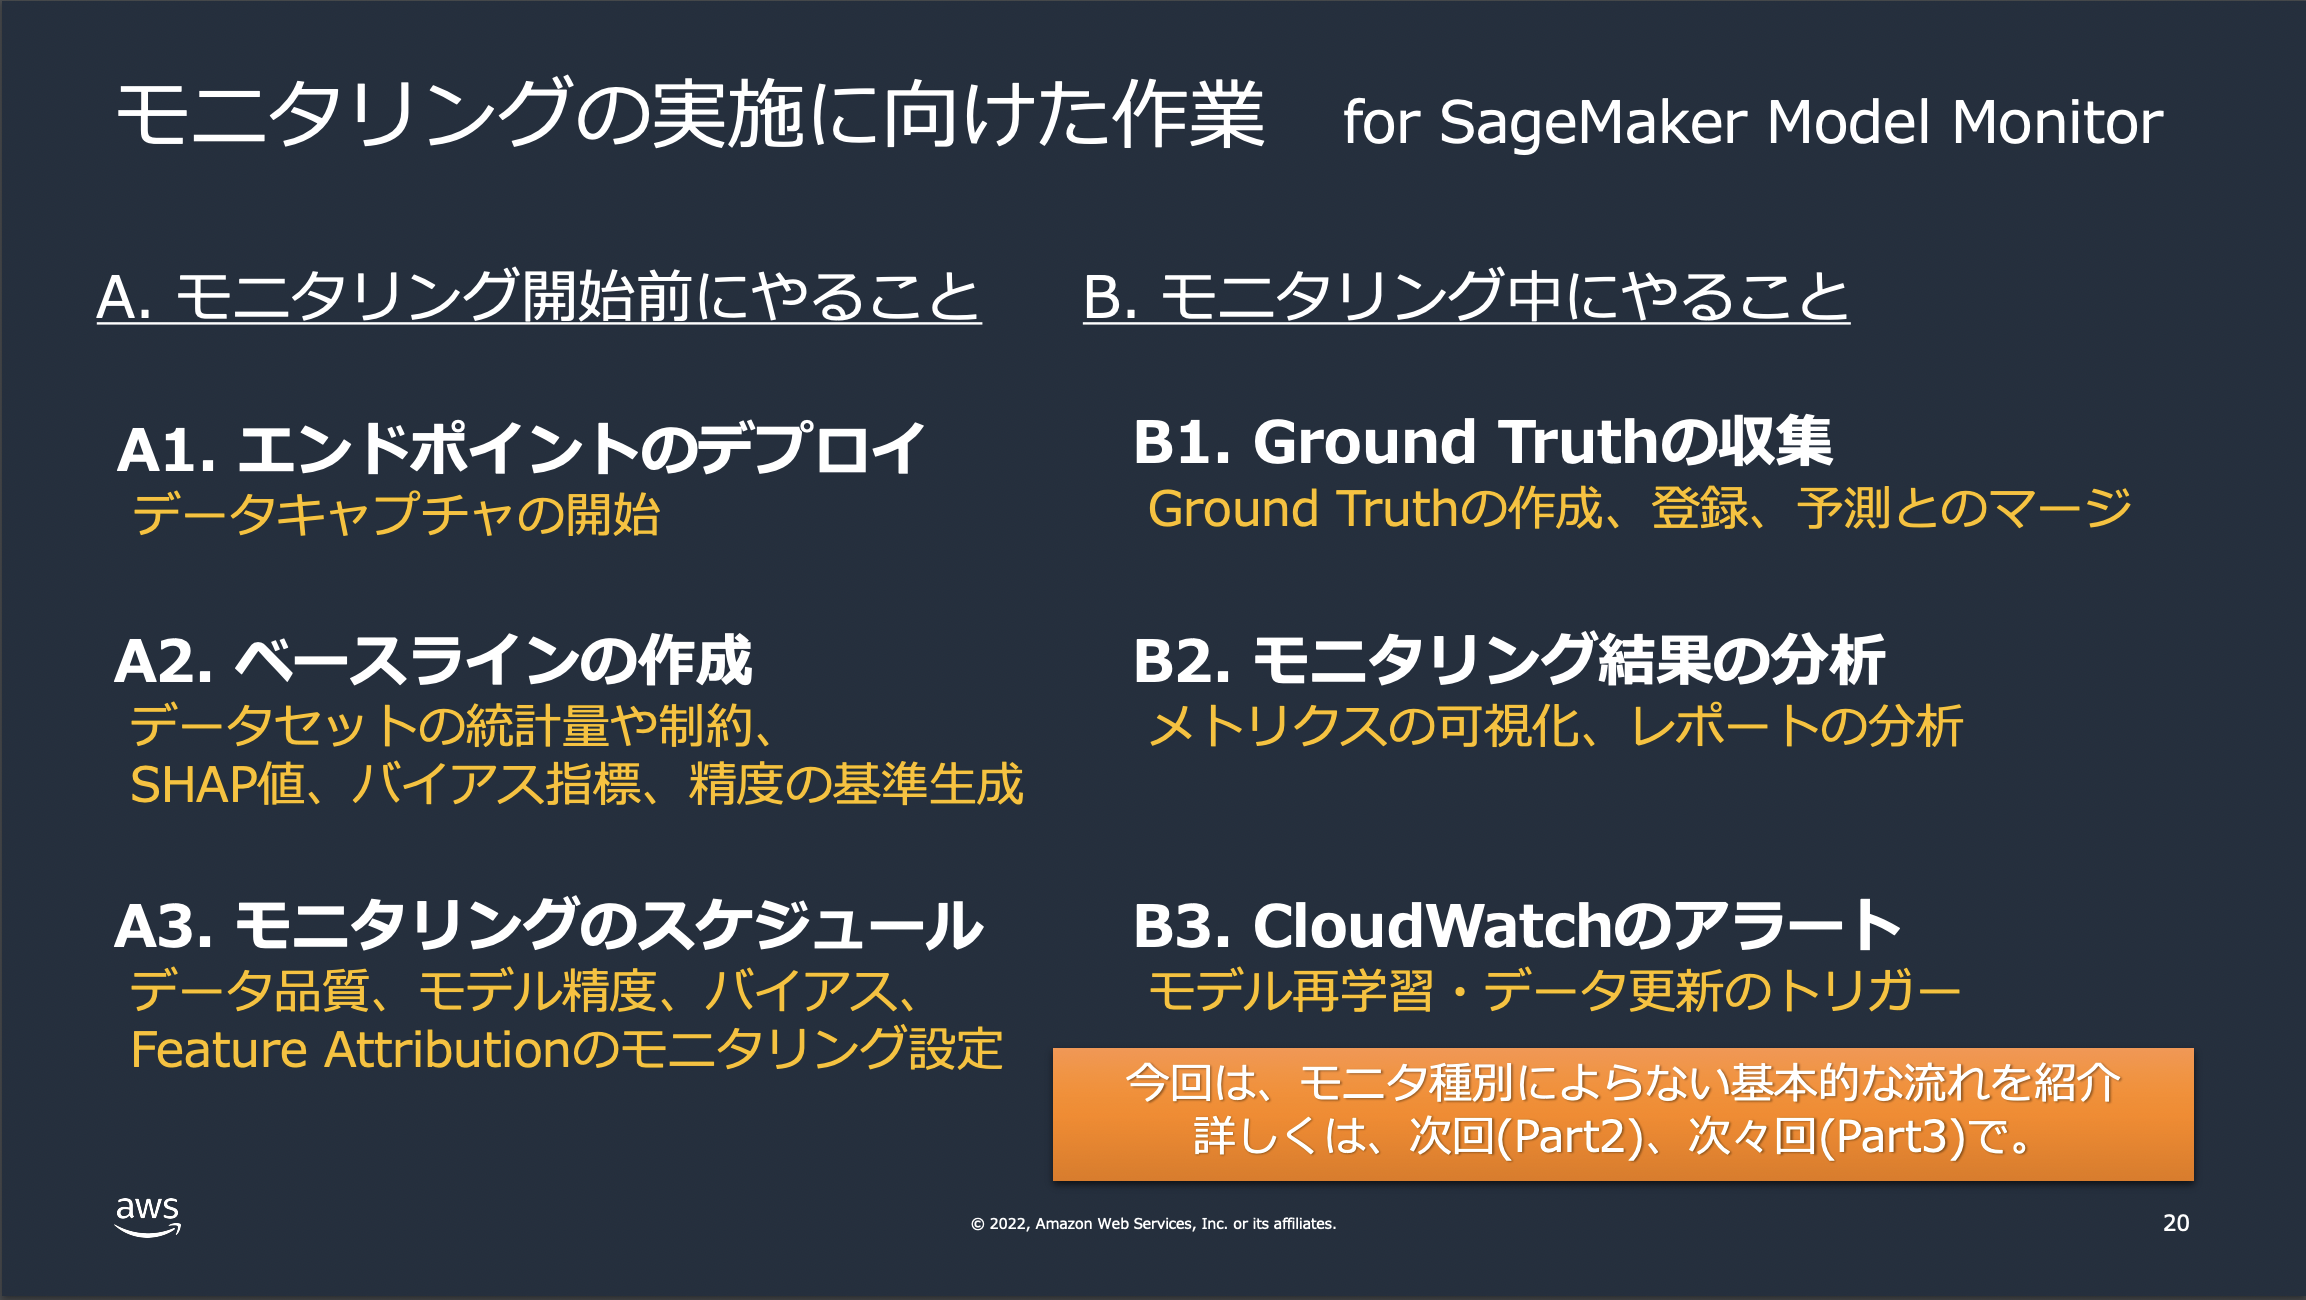 モニタリングの実施に向けた作業 for SageMaker Model Monitor
A. モニタリング開始前にやること
A1. エンドポイントのデプロイ
データキャプチャの開始
A2. ベースラインの作成
データセットの統計量や制約、
SHAP値、バイアス指標、精度の基準生成
A3. モニタリングのスケジュール
データ品質、モデル精度、バイアス、
Feature Attributionのモニタリング設定
B. モニタリング中にやること
B1. Ground Truthの収集
Ground Truthの作成、登録、予測とのマージ
B2. モニタリング結果の分析
メトリクスの可視化、レポートの分析
B3. CloudWatchのアラート
モデル再学習・データ更新のトリガー
今回は、モニタ種別によらない基本的な流れを紹介
詳しくは、次回(Part2)、次々回(Part3)で。
aws
© 2022, Amazon Web Services, Inc. or its affiliates.
20